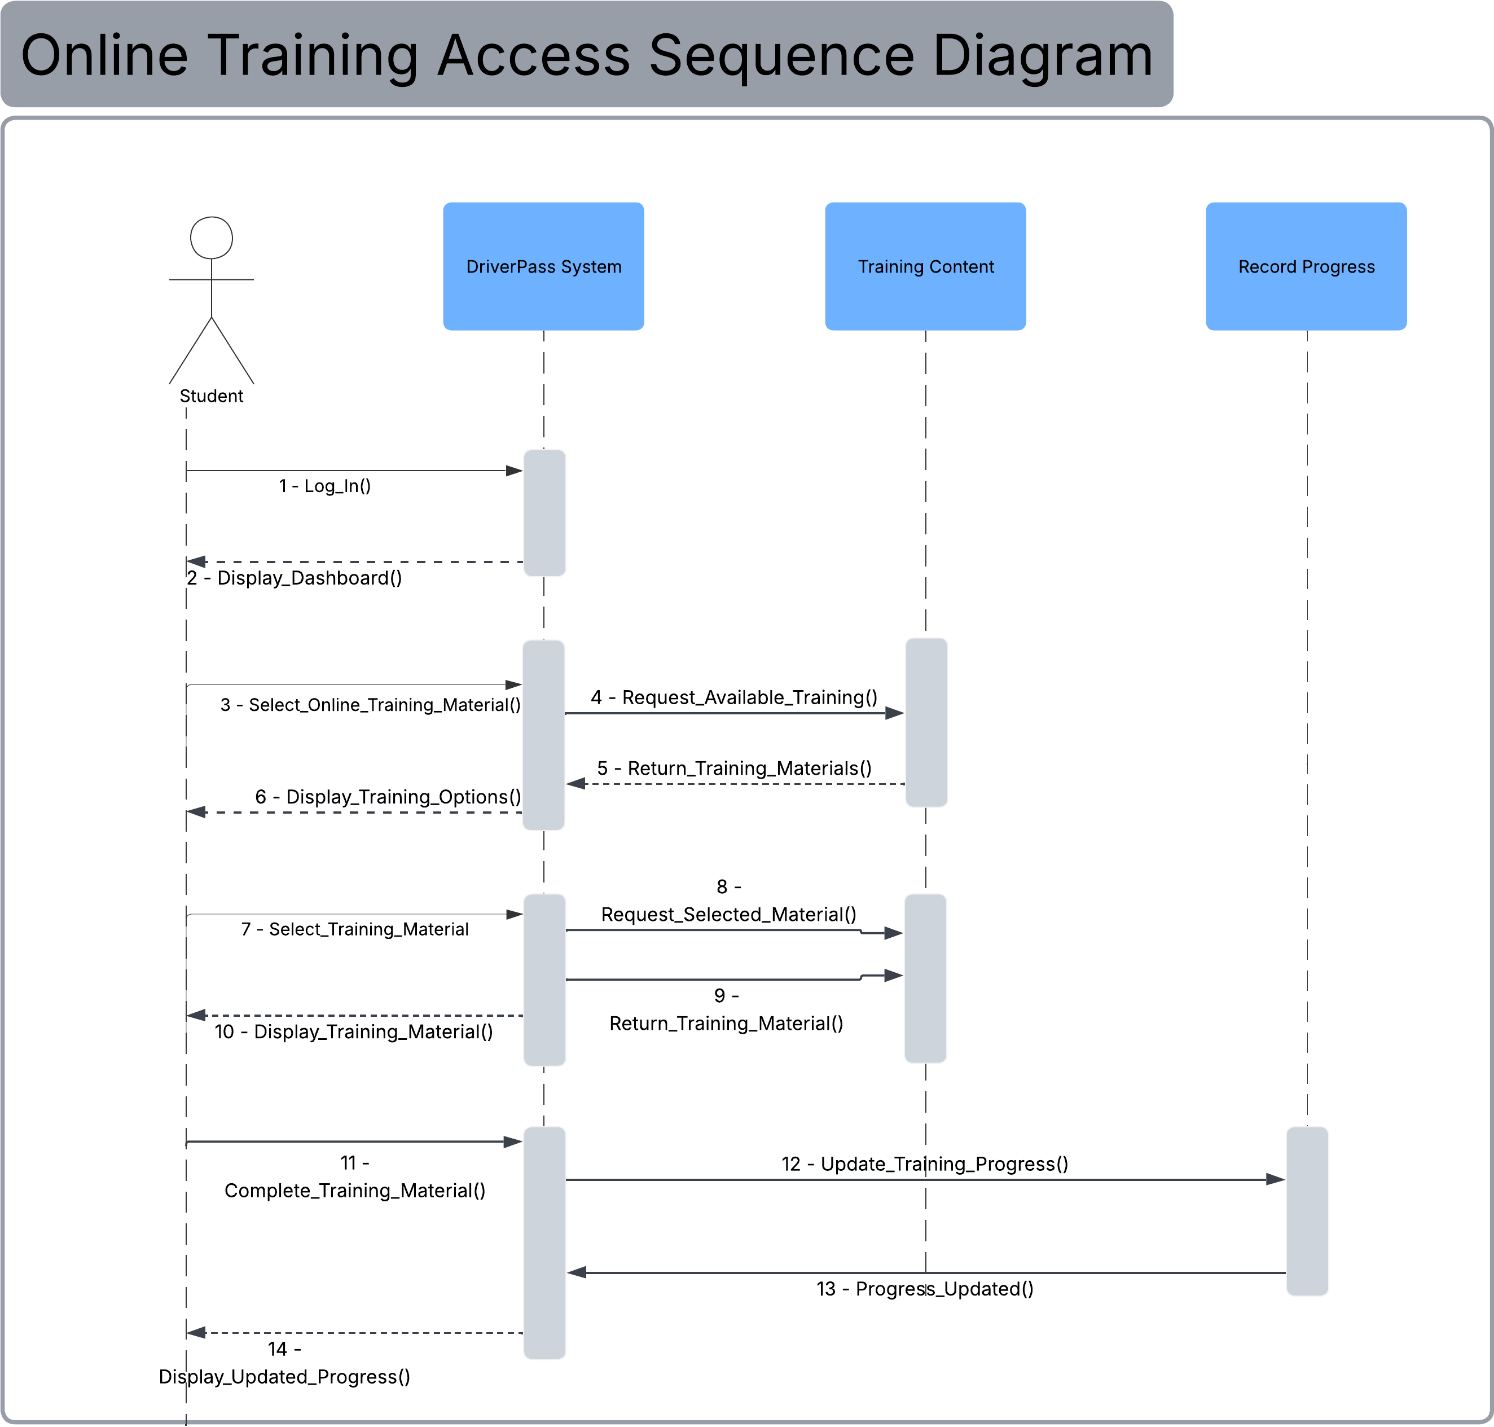 Online Training Access Sequence Diagram
DriverPass System
Training Content
Record Progress
Student
1 - Log_In()
2 - Display_Dashboard()
3 - Select_Online_Training_Material()
4 - Request_Available_Training()
5 - Return_Training_Materials()
6 - Display_Training_Options()
7 - Select_Training_Material
8 -
Request_Selected_Material()
9 -
Return_Training_Material()
10 - Display_Training_Material()
11 -
Complete_Training_Material()
12 - Update_Training_Progress()
13 - Progress_Updated()
14 -
Display_Updated_Progress()